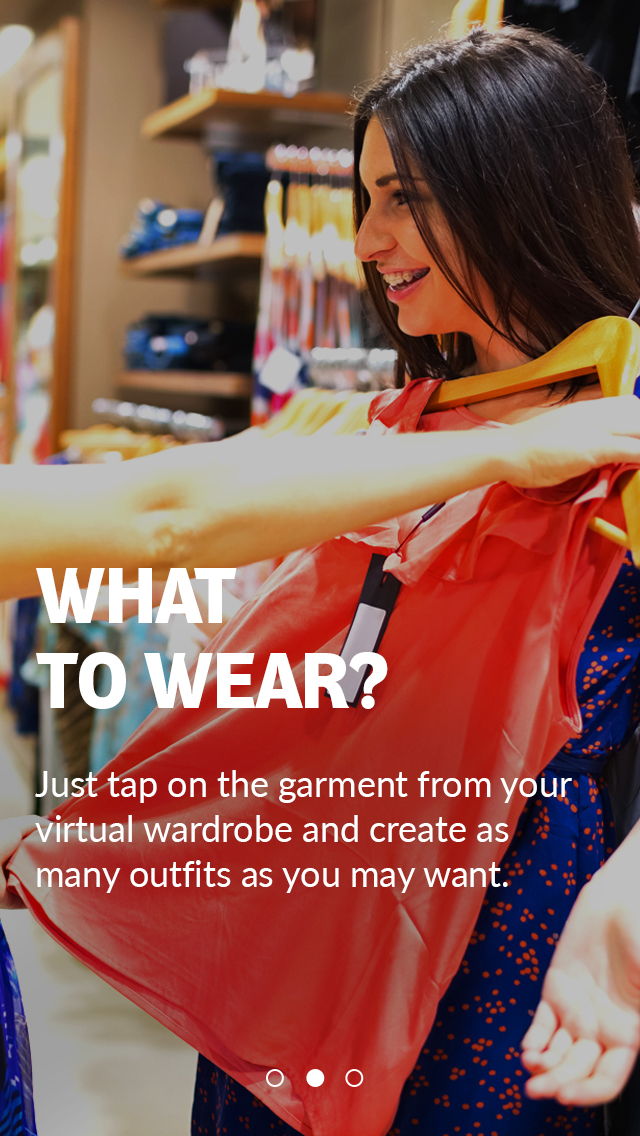 WHAT
TO WEAR?
Just tap on the garment from your
virtual wardrobe and create as
many outfits as you may want.